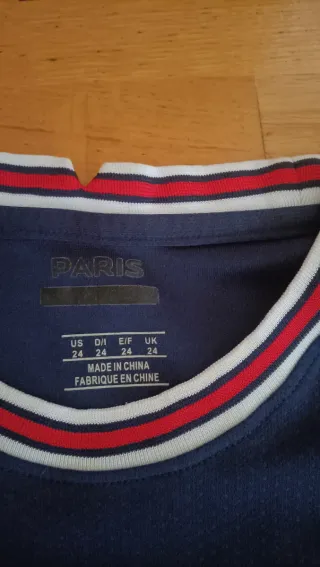 PARIS
US D/I E/F UK
24 24 24 24
MADE IN CHINA
FABRIQUE EN CHINE